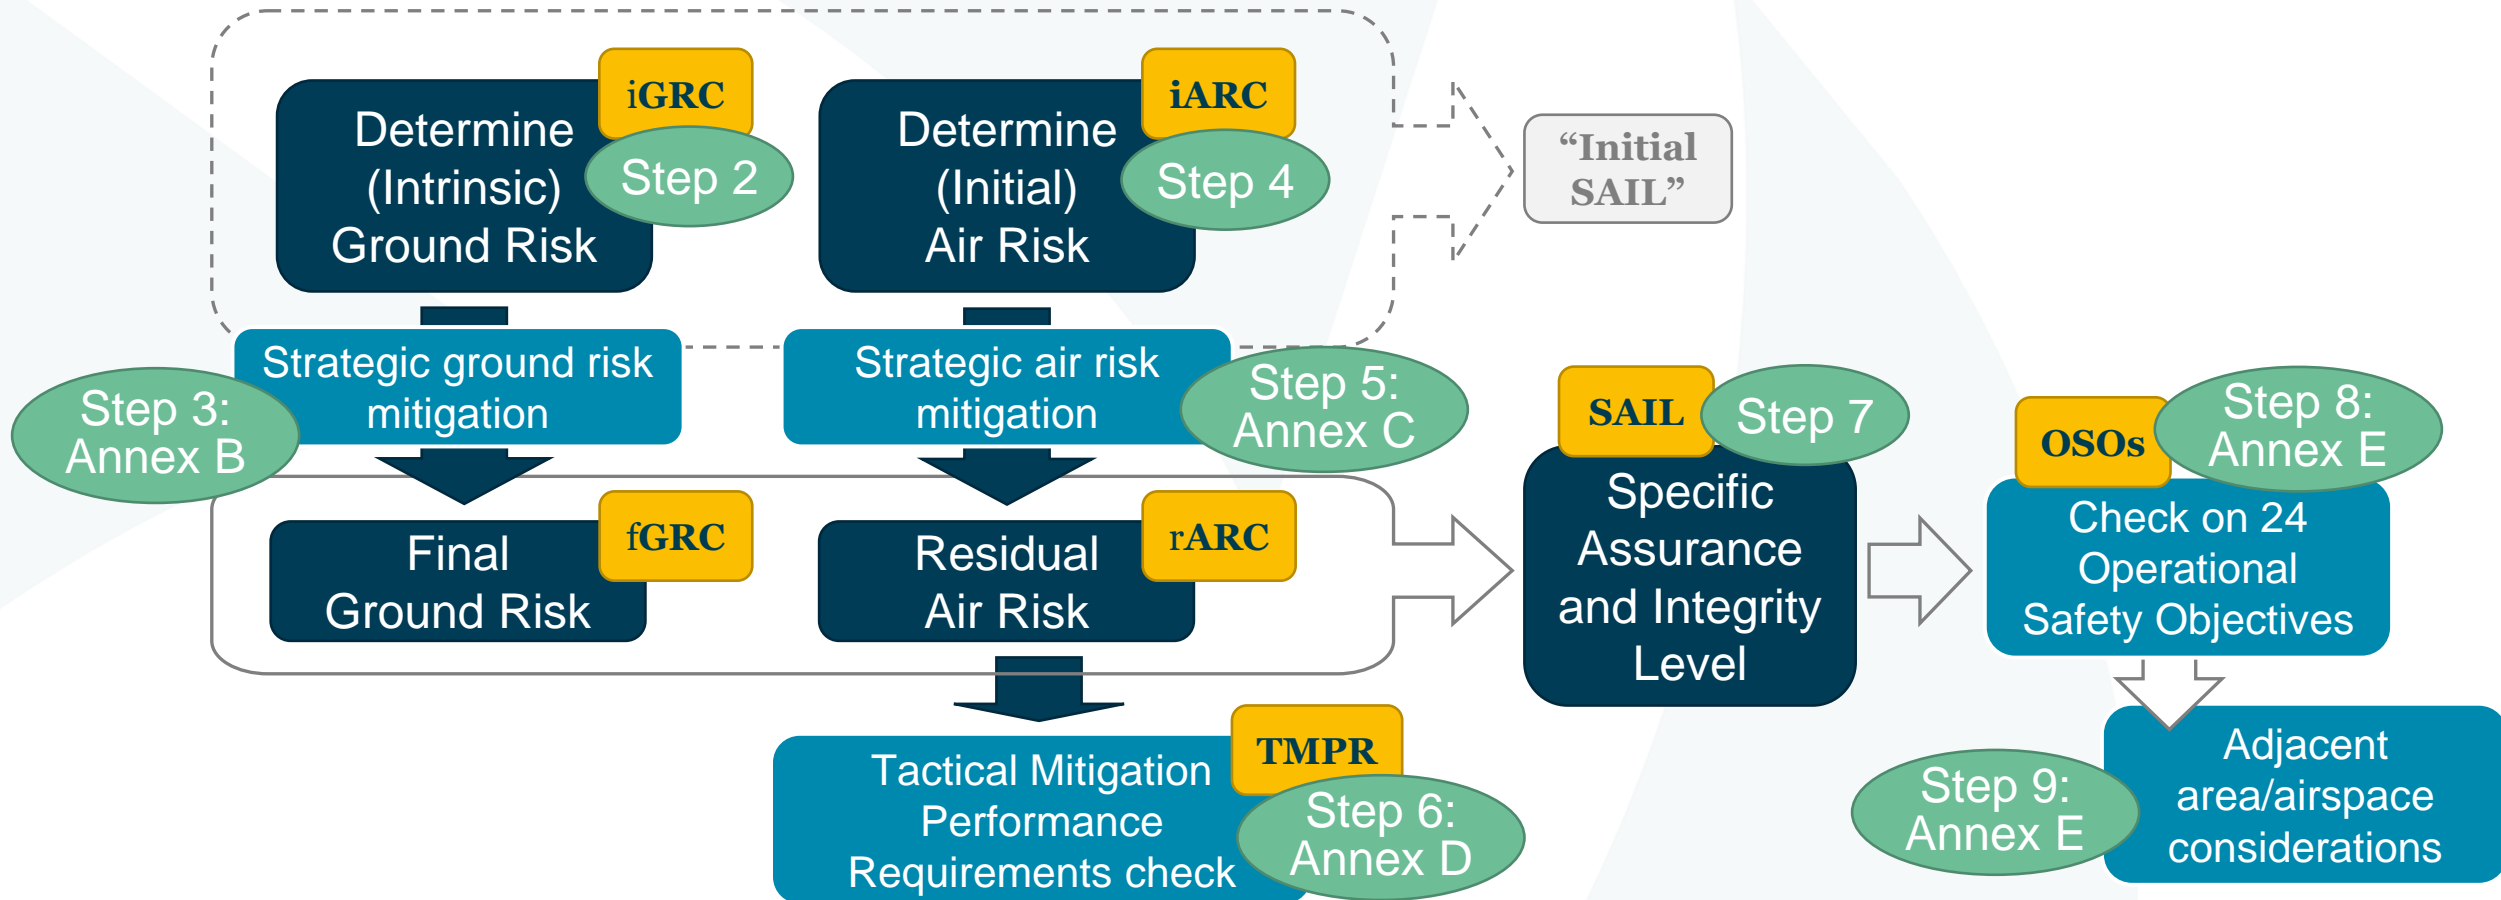 iGRC
Determine
(Intrinsic)
Ground Risk
Step 2
iARC
Determine
(Initial)
Air Risk
Step 4
“Initial
SAIL”
Strategic ground risk
mitigation
Step 3:
Annex B
Strategic air risk
mitigation
Step 5:
Annex C
fGRC
Final
Ground Risk
rARC
Residual
Air Risk
SAIL
Step 7
Specific
Assurance
and Integrity
Level
OSOs
Step 8:
Annex E
Check on 24
Operational
Safety Objectives
TMPR
Tactical Mitigation
Performance
Requirements check
Step 6:
Annex D
Step 9:
Annex E
Adjacent
area/airspace
considerations